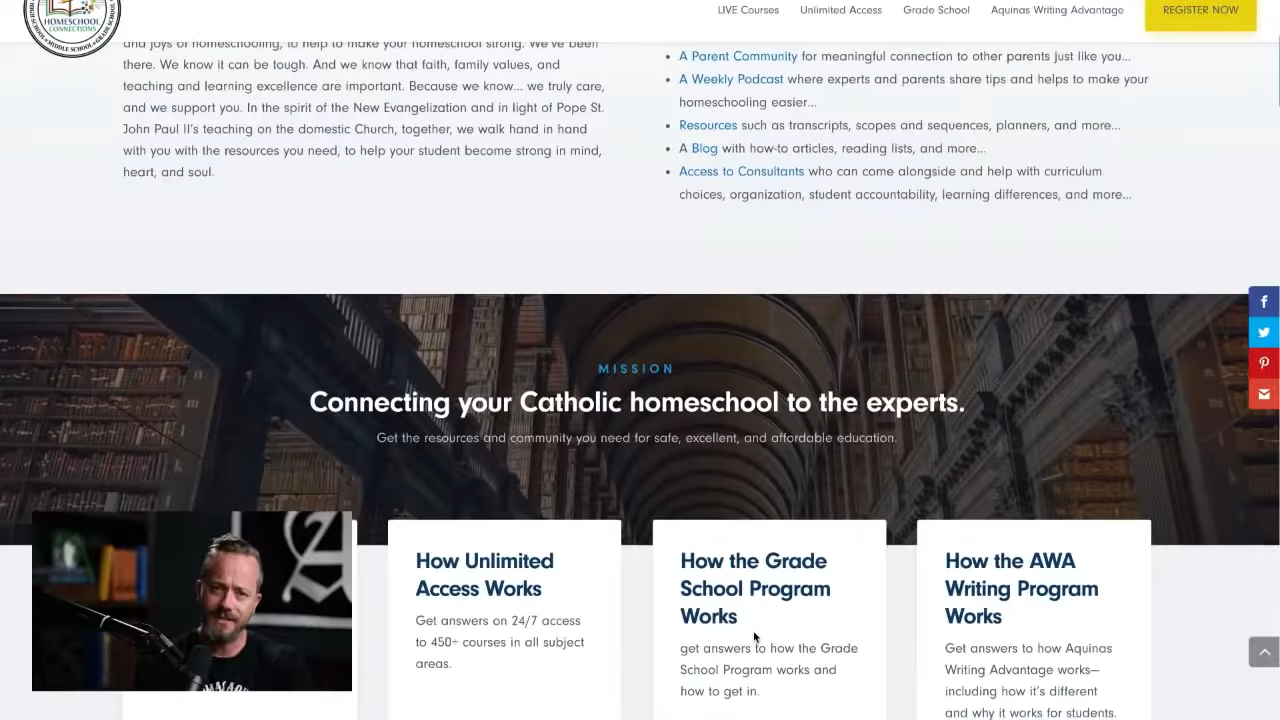 HOMESCHOOL
CONNECTIONS
LIVE Courses
Unlimited Access
Grade School
Aquinas Writing Advantage
REGISTER NOW
and joys of homeschooling, to help to make your homeschool strong. We've been
there. We know it can be tough. And we know that faith, family values, and
teaching and learning excellence are important. Because we know... we truly care,
and we support you. In the spirit of the New Evangelization and in light of Pope St.
John Paul II's teaching on the domestic Church, together, we walk hand in hand
with you with the resources you need, to help your student become strong in mind,
heart, and soul.
A Parent Community for meaningful connection to other parents just like you...
A Weekly Podcast where experts and parents share tips and helps to make your
homeschooling easier...
Resources such as transcripts, scopes and sequences, planners, and more...
A Blog with how-to articles, reading lists, and more...
Access to Consultants who can come alongside and help with curriculum
choices, organization, student accountability, learning differences, and more...
MISSION
Connecting your Catholic homeschool to the experts.
Get the resources and community you need for safe, excellent, and affordable education.
How Unlimited
Access Works
Get answers on 24/7 access
to 450+ courses in all subject
areas.
How the Grade
School Program
Works
get answers to how the Grade
School Program works and
how to get in.
How the AWA
Writing Program
Works
Get answers to how Aquinas
Writing Advantage works—
including how it's different
and why it works for students.